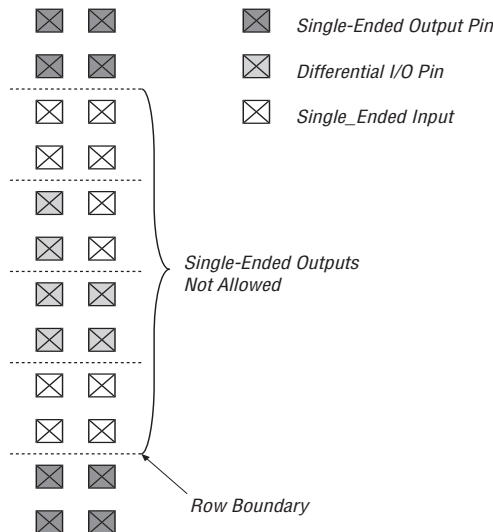 Single-Ended Output Pin
Differential I/O Pin
Single_Ended Input
Single-Ended Outputs
Not Allowed
Row Boundary